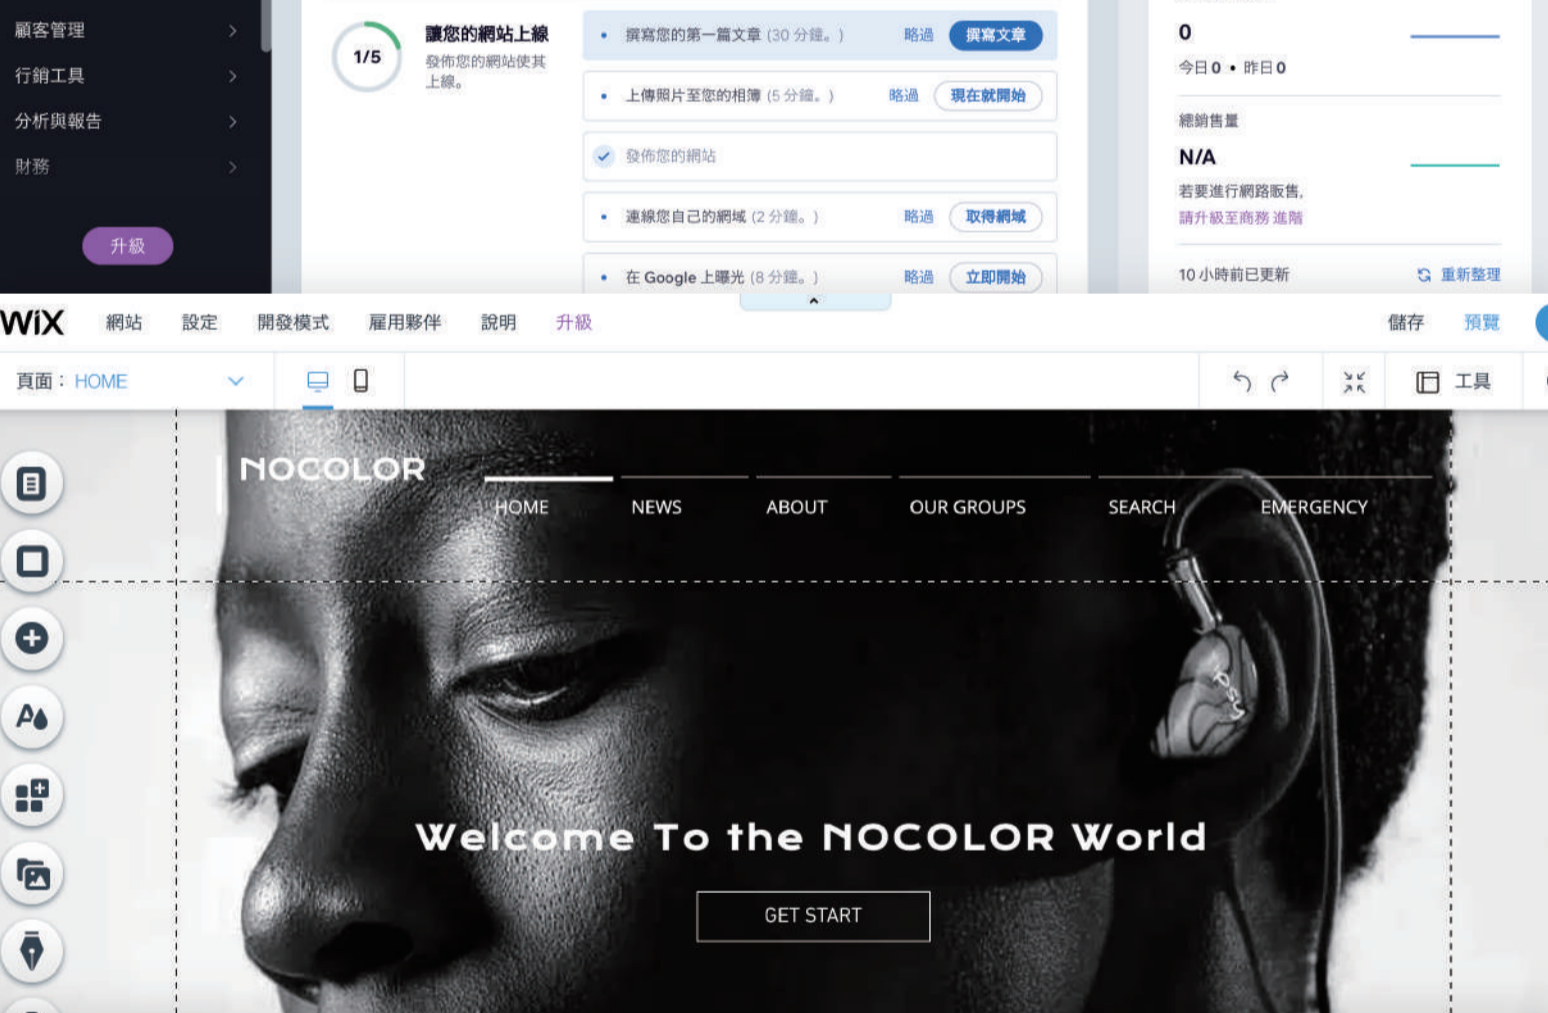 顧客管理
行銷工具
分析與報告
財務
升級
1/5
讓您的網站上線
發佈您的網站使其
上線。
撰寫您的第一篇文章 (30 分鐘。)
略過
撰寫文章
上傳照片至您的相簿 (5 分鐘。)
略過
現在就開始
發佈您的網站
連線您自己的網域 (2 分鐘。)
略過
取得網域
在 Google 上曝光 (8 分鐘。)
略過
立即開始
0
今日 0 • 昨日 0
總銷售量
N/A
若要進行網路販售,
請升級至商務 進階
10 小時前已更新
重新整理
WiX 網站 設定 開發模式 雇用夥伴 說明 升級 儲存 預覽
頁面： HOME
工具
NOCOLOR
HOME NEWS ABOUT OUR GROUPS SEARCH EMERGENCY
Welcome To the NOCOLOR World
GET START